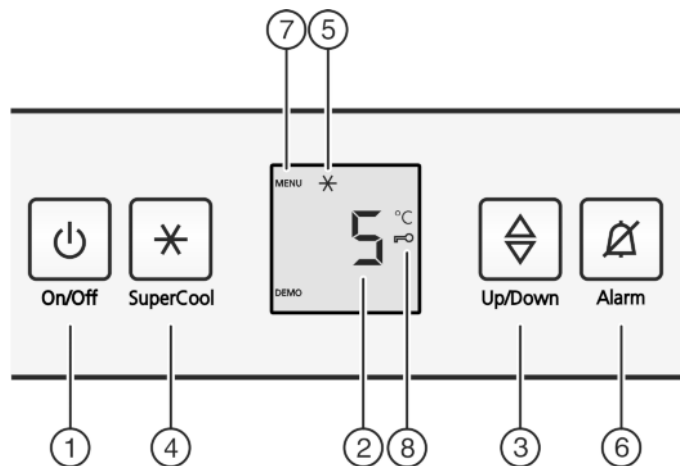 7 5
MENU
5 °C
DEMO
On/Off SuperCool Up/Down Alarm
1 4 2 8 3 6